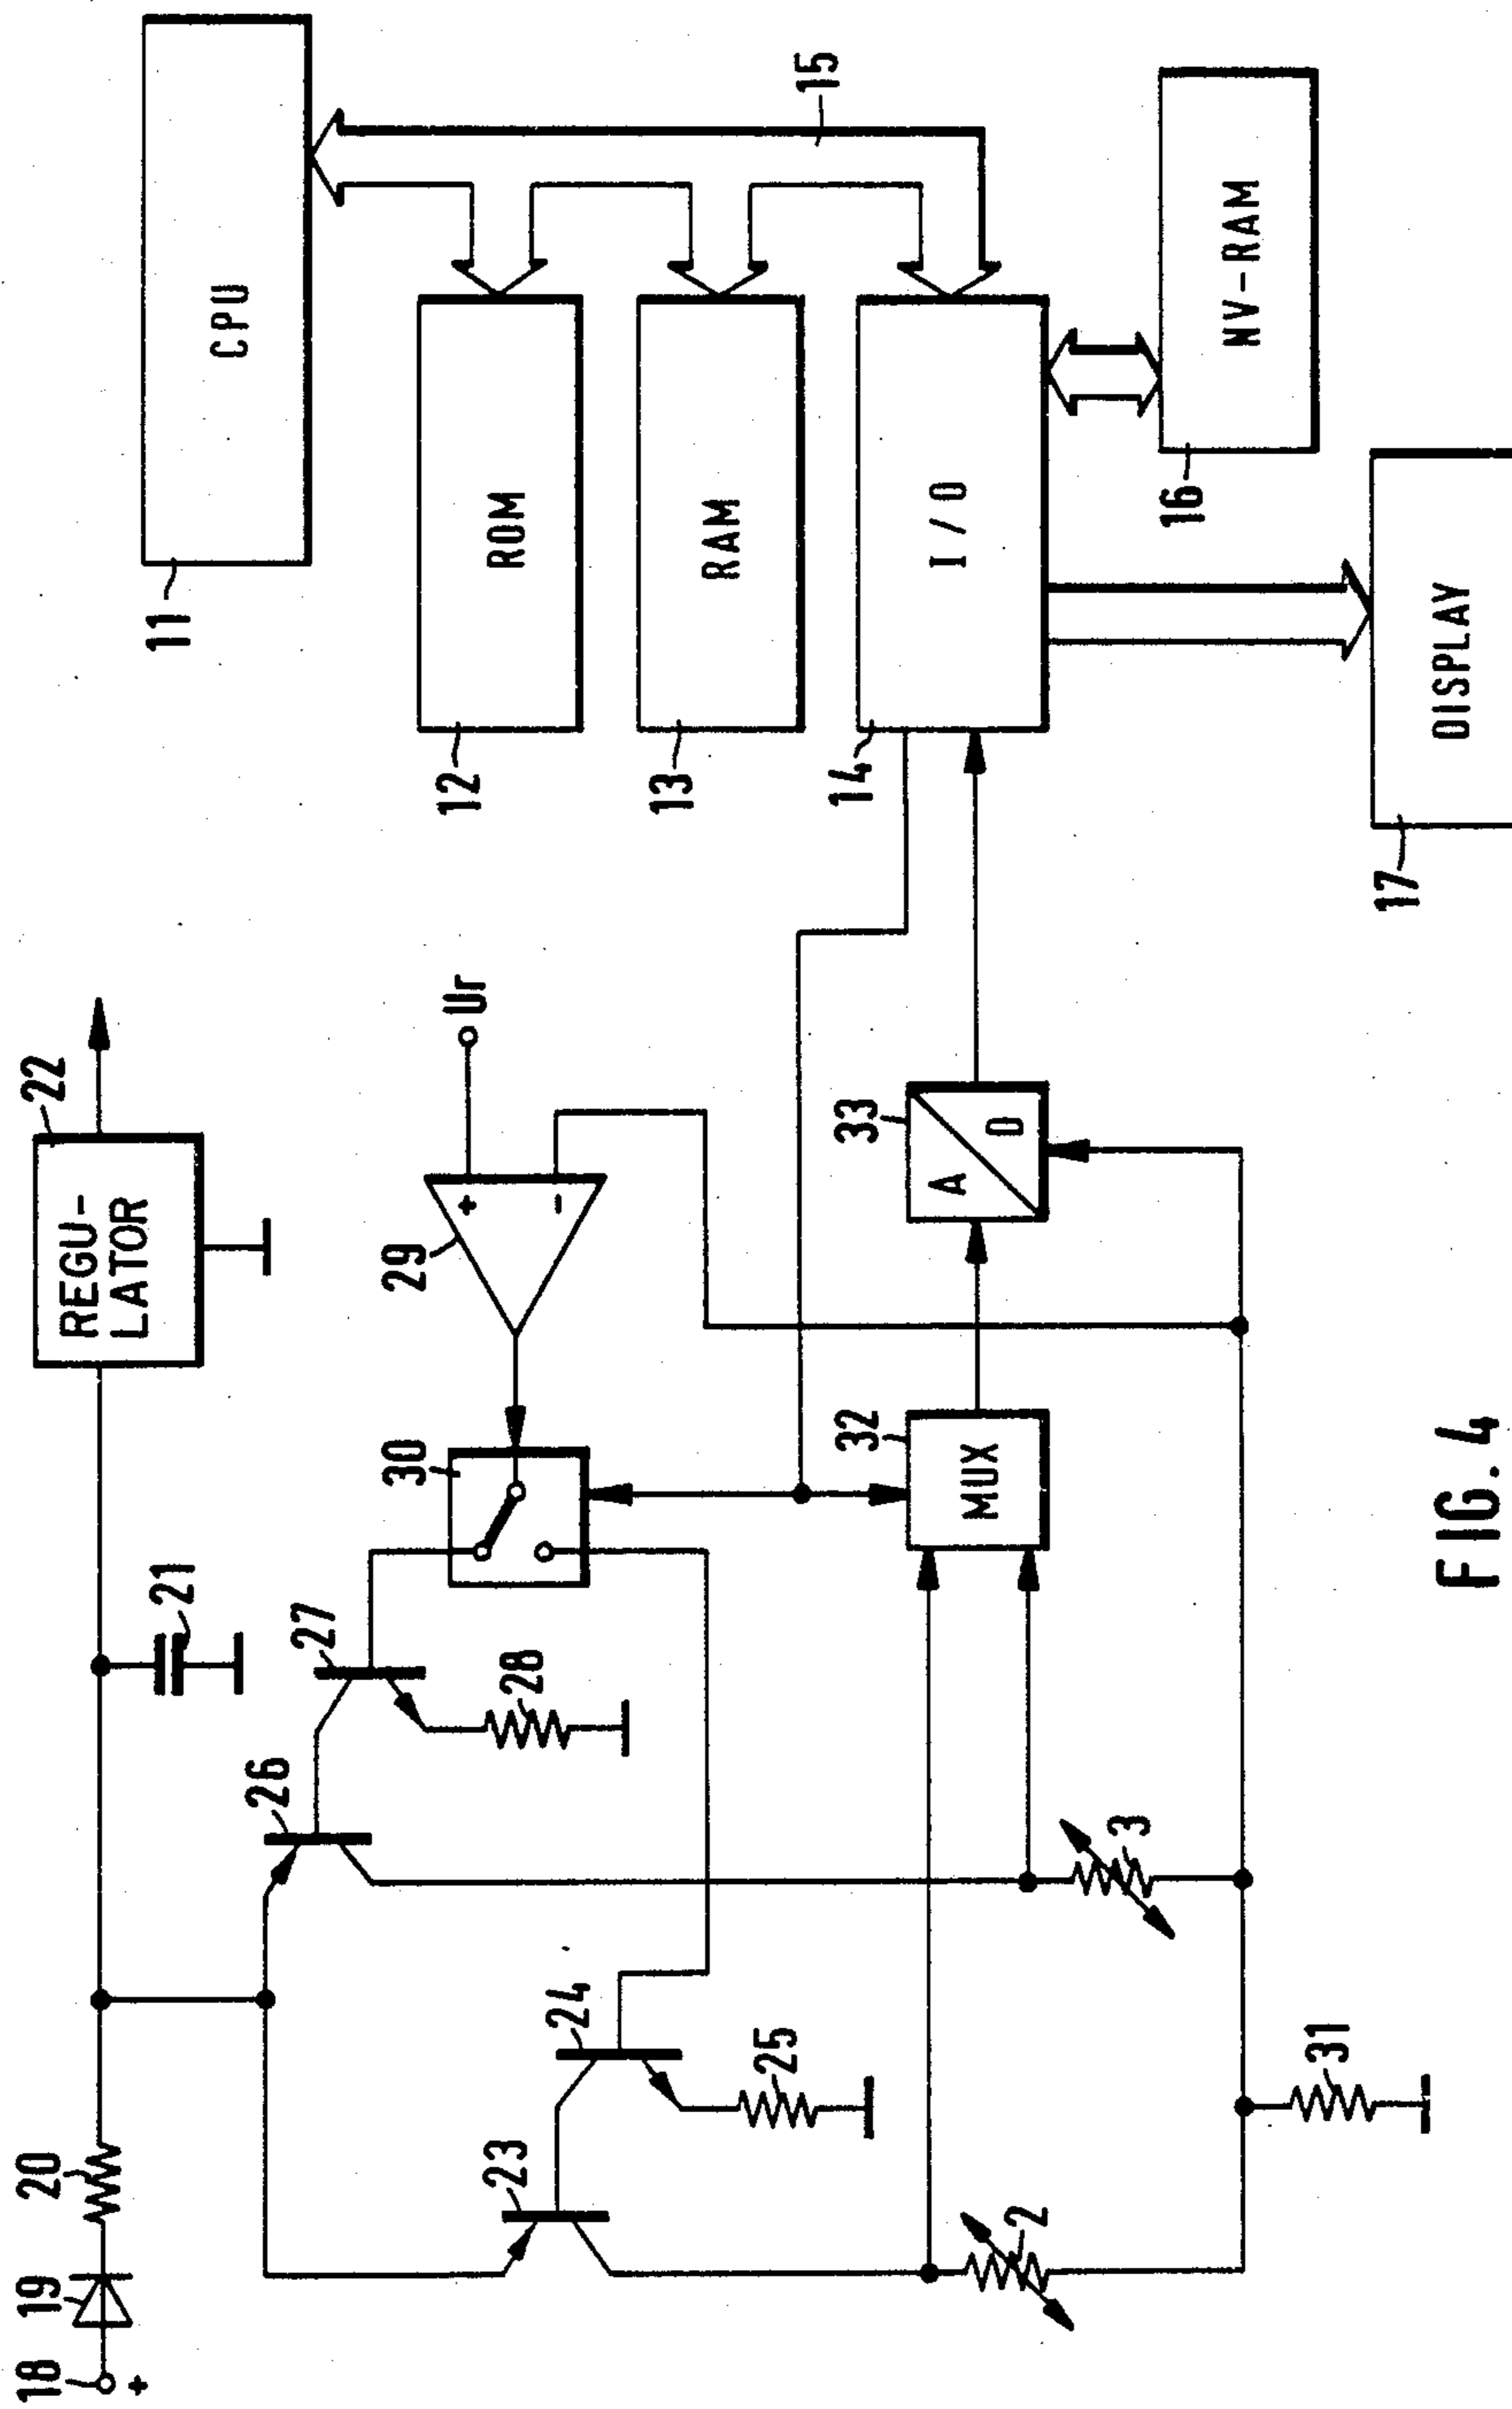 18
+
19
20
21
REGU-
LATOR
22
23
24
25
26
27
28
29
+
-
Ur
30
2
3
31
MUX
32
A
D
33
CPU
11
ROM
12
RAM
13
I/O
14
15
NV-RAM
16
DISPLAY
17
FIG. 4